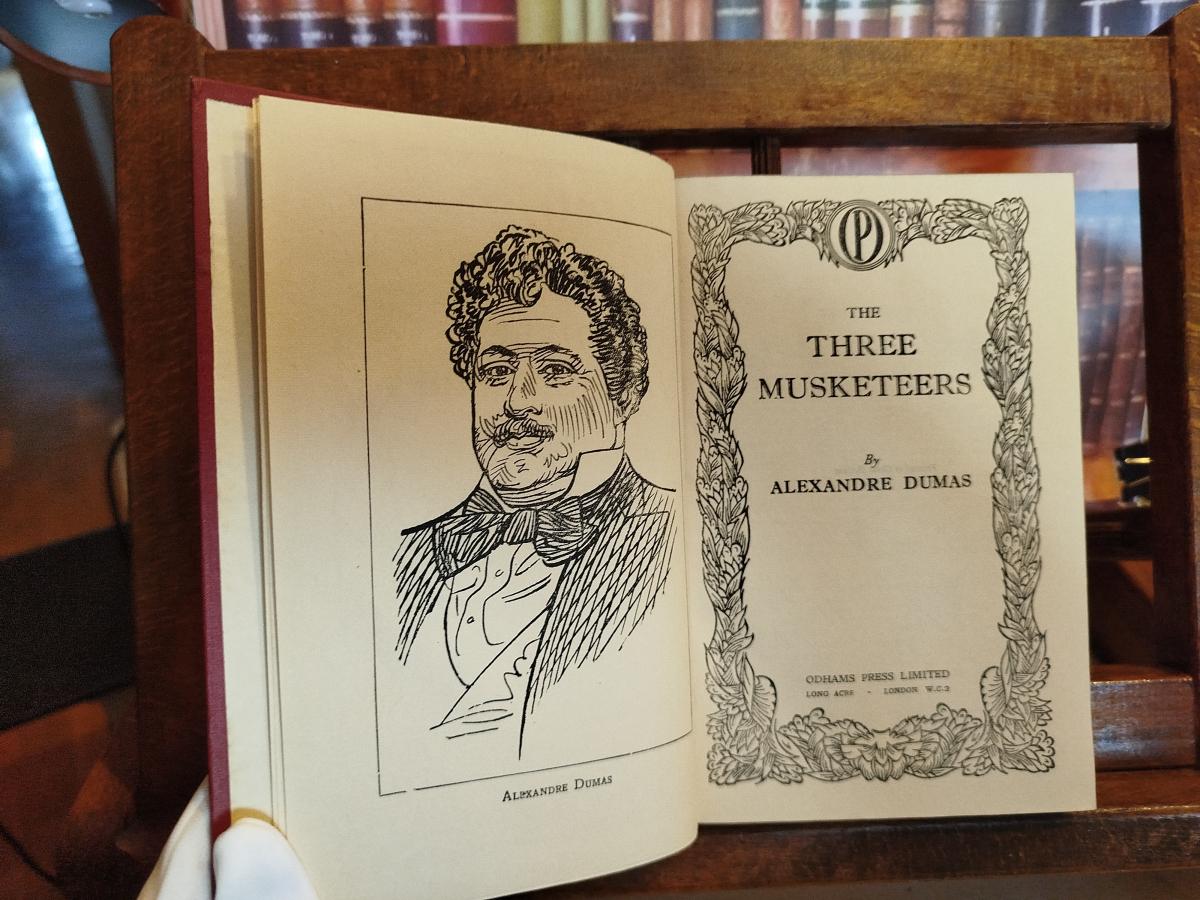 Alexandre Dumas
OP
THE
THREE
MUSKETEERS
By
ALEXANDRE DUMAS
ODHAMS PRESS LIMITED
LONG ACRE - LONDON W.C.2